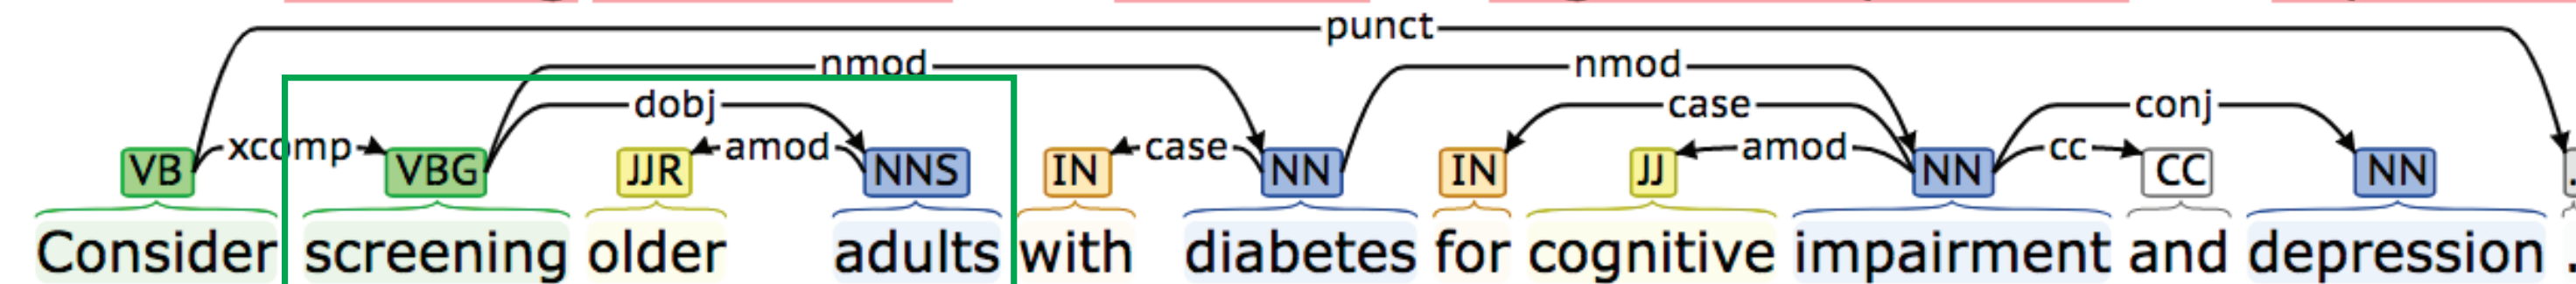 punct
nmod nmod
dobj case conj
xcomp amod case amod cc
VB VBG JJR NNS IN NN IN JJ NN CC NN .
Consider screening older adults with diabetes for cognitive impairment and depression .